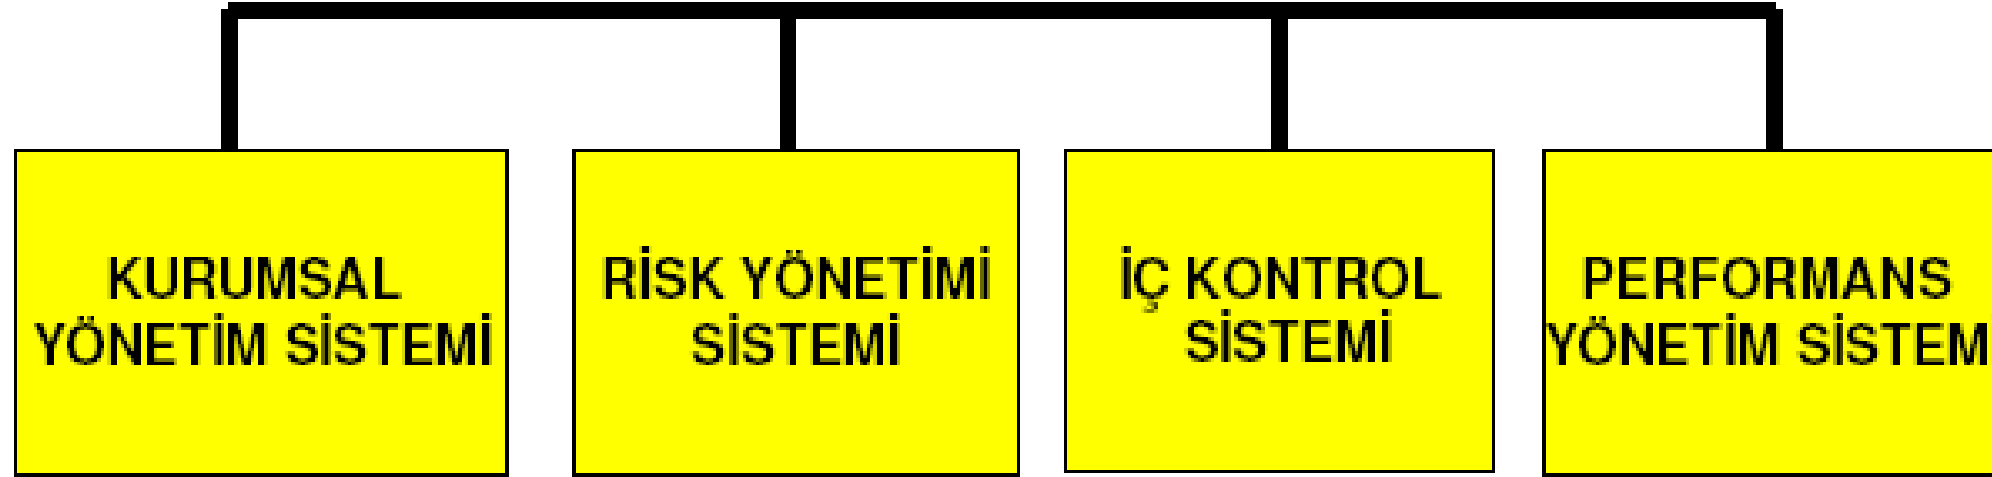 KURUMSAL
YÖNETİM SİSTEMİ
RİSK YÖNETİMİ
SİSTEMİ
İÇ KONTROL
SİSTEMİ
PERFORMANS
YÖNETİM SİSTEM